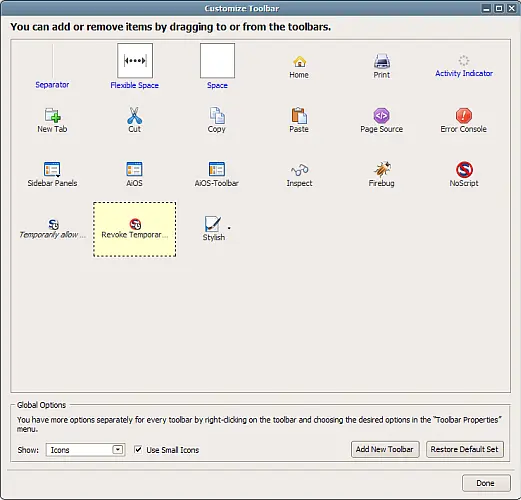 Customize Toolbar
You can add or remove items by dragging to or from the toolbars.
Separator
Flexible Space
Space
Home
Print
Activity Indicator
New Tab
Cut
Copy
Paste
Page Source
Error Console
Sidebar Panels
AiOS
AiOS-Toolbar
Inspect
Firebug
NoScript
Temporarily allow ...
Revoke Temporar...
Stylish
Global Options
You have more options separately for every toolbar by right-clicking on the toolbar and choosing the desired options in the "Toolbar Properties"
menu.
Show: Icons Use Small Icons Add New Toolbar Restore Default Set
Done